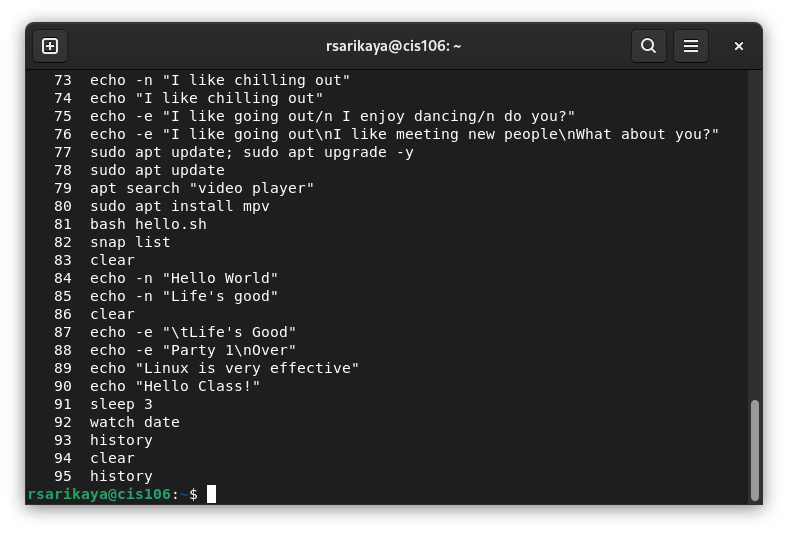 rsarikaya@cis106: ~
73 echo -n "I like chilling out"
74 echo "I like chilling out"
75 echo -e "I like going out/n I enjoy dancing/n do you?"
76 echo -e "I like going out\nI like meeting new people\nWhat about you?"
77 sudo apt update; sudo apt upgrade -y
78 sudo apt update
79 apt search "video player"
80 sudo apt install mpv
81 bash hello.sh
82 snap list
83 clear
84 echo -n "Hello World"
85 echo -n "Life's good"
86 clear
87 echo -e "\tLife's Good"
88 echo -e "Party 1\nOver"
89 echo "Linux is very effective"
90 echo "Hello Class!"
91 sleep 3
92 watch date
93 history
94 clear
95 history
rsarikaya@cis106:~$